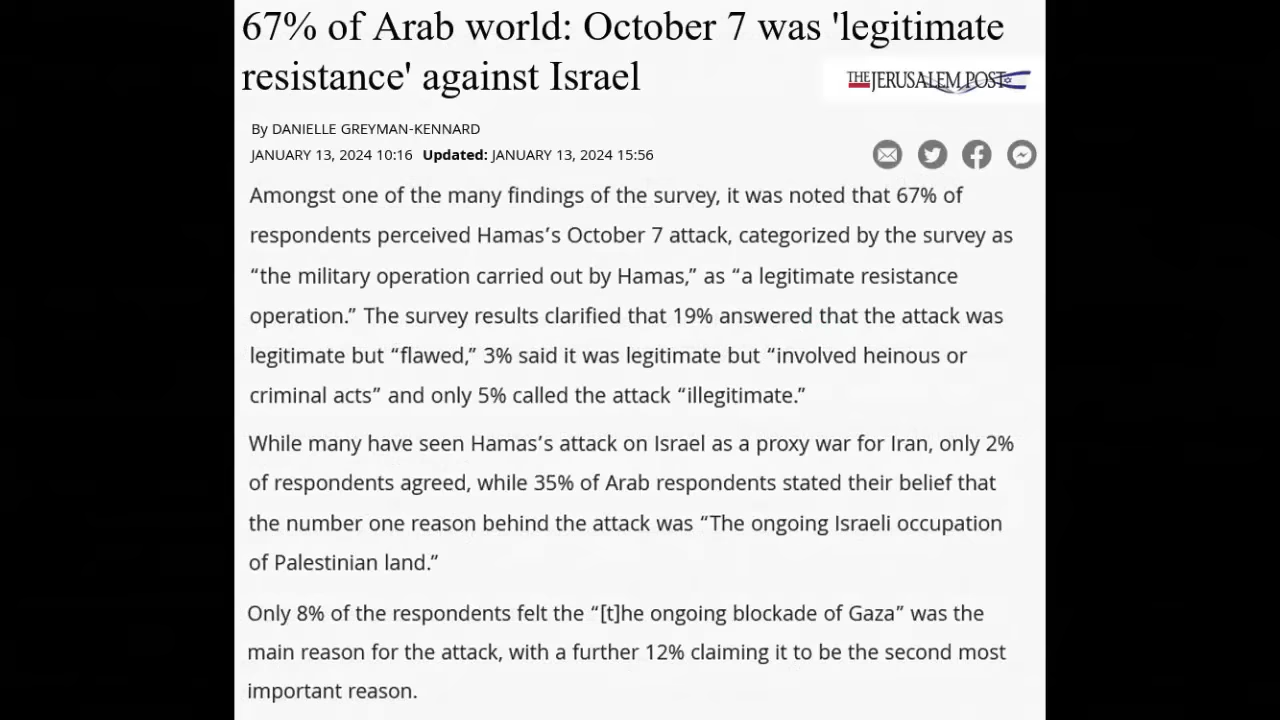 67% of Arab world: October 7 was 'legitimate
resistance' against Israel
THE JERUSALEM POST
By DANIELLE GREYMAN-KENNARD
JANUARY 13, 2024 10:16 Updated: JANUARY 13, 2024 15:56
Amongst one of the many findings of the survey, it was noted that 67% of
respondents perceived Hamas’s October 7 attack, categorized by the survey as
“the military operation carried out by Hamas,” as “a legitimate resistance
operation.” The survey results clarified that 19% answered that the attack was
legitimate but “flawed,” 3% said it was legitimate but “involved heinous or
criminal acts” and only 5% called the attack “illegitimate.”
While many have seen Hamas’s attack on Israel as a proxy war for Iran, only 2%
of respondents agreed, while 35% of Arab respondents stated their belief that
the number one reason behind the attack was “The ongoing Israeli occupation
of Palestinian land.”
Only 8% of the respondents felt the “[t]he ongoing blockade of Gaza” was the
main reason for the attack, with a further 12% claiming it to be the second most
important reason.